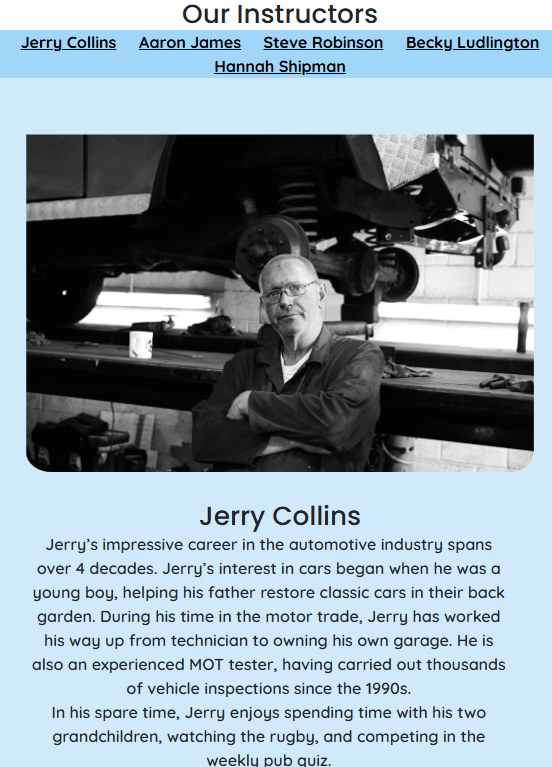 Our Instructors
Jerry Collins Aaron James Steve Robinson Becky Ludlington
Hannah Shipman
Jerry Collins
Jerry’s impressive career in the automotive industry spans
over 4 decades. Jerry’s interest in cars began when he was a
young boy, helping his father restore classic cars in their back
garden. During his time in the motor trade, Jerry has worked
his way up from technician to owning his own garage. He is
also an experienced MOT tester, having carried out thousands
of vehicle inspections since the 1990s.
In his spare time, Jerry enjoys spending time with his two
grandchildren, watching the rugby, and competing in the
weekly pub quiz.